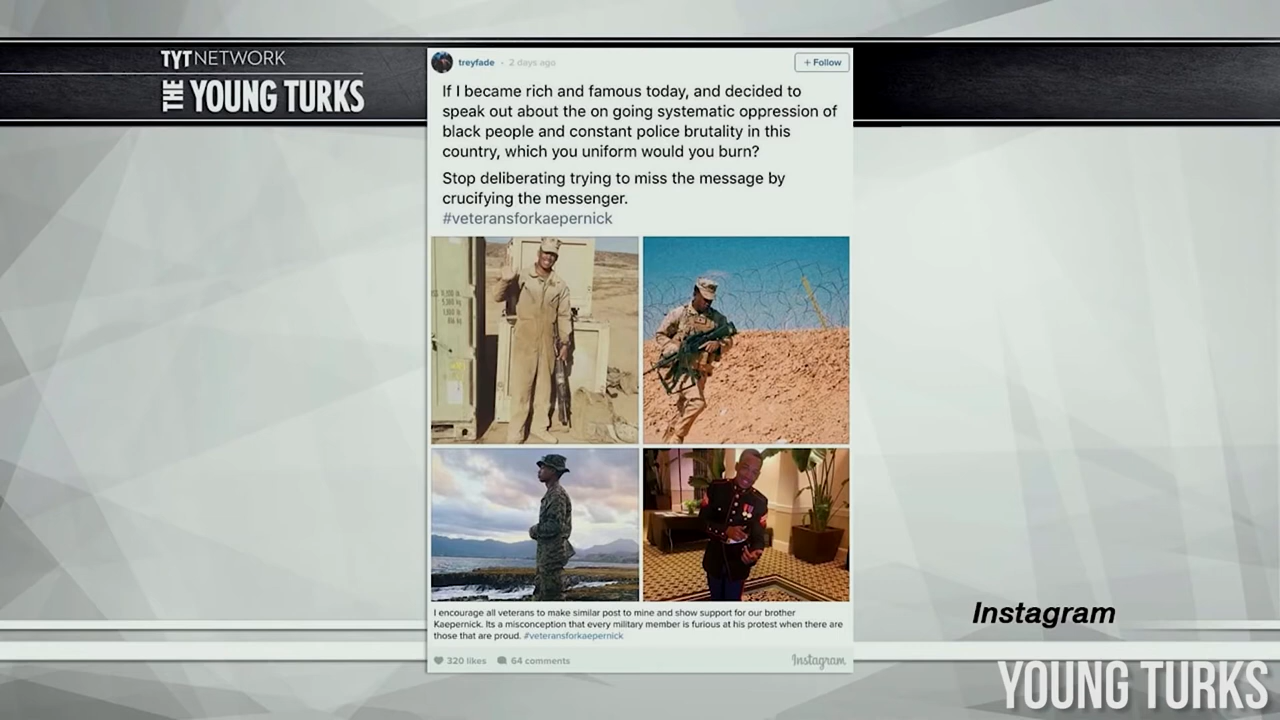 TYT NETWORK
THE YOUNG TURKS
treyfade · 2 days ago
+ Follow
If I became rich and famous today, and decided to
speak out about the on going systematic oppression of
black people and constant police brutality in this
country, which you uniform would you burn?
Stop deliberating trying to miss the message by
crucifying the messenger.
#veteransforkaepernick
I encourage all veterans to make similar post to mine and show support for our brother
Kaepernick. Its a misconception that every military member is furious at his protest when there are
those that are proud. #veteransforkaepernick
320 likes 64 comments
Instagram
Instagram
YOUNG TURKS